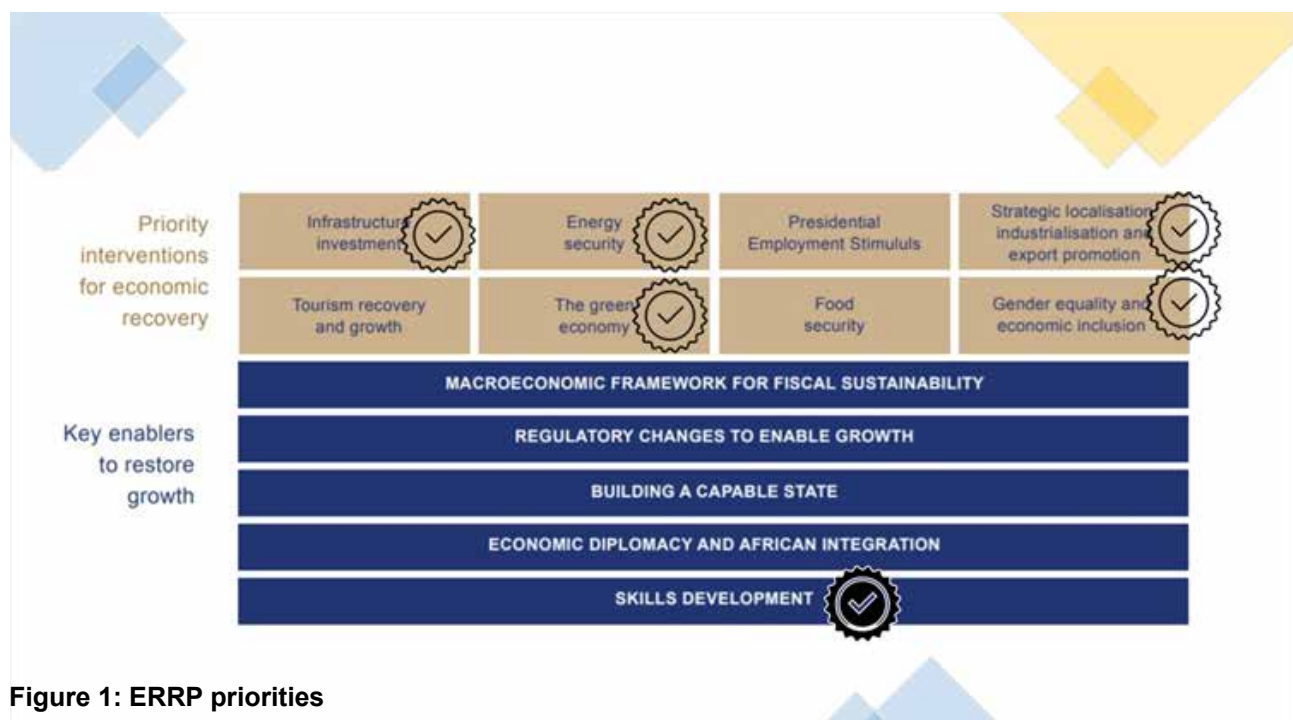 Priority
interventions
for economic
recovery
Infrastructure
investment
Energy
security
Presidential
Employment Stimululs
Strategic localisation
industrialisation and
export promotion
Tourism recovery
and growth
The green
economy
Food
security
Gender equality and
economic inclusion
Key enablers
to restore
growth
MACROECONOMIC FRAMEWORK FOR FISCAL SUSTAINABILITY
REGULATORY CHANGES TO ENABLE GROWTH
BUILDING A CAPABLE STATE
ECONOMIC DIPLOMACY AND AFRICAN INTEGRATION
SKILLS DEVELOPMENT
Figure 1: ERRP priorities